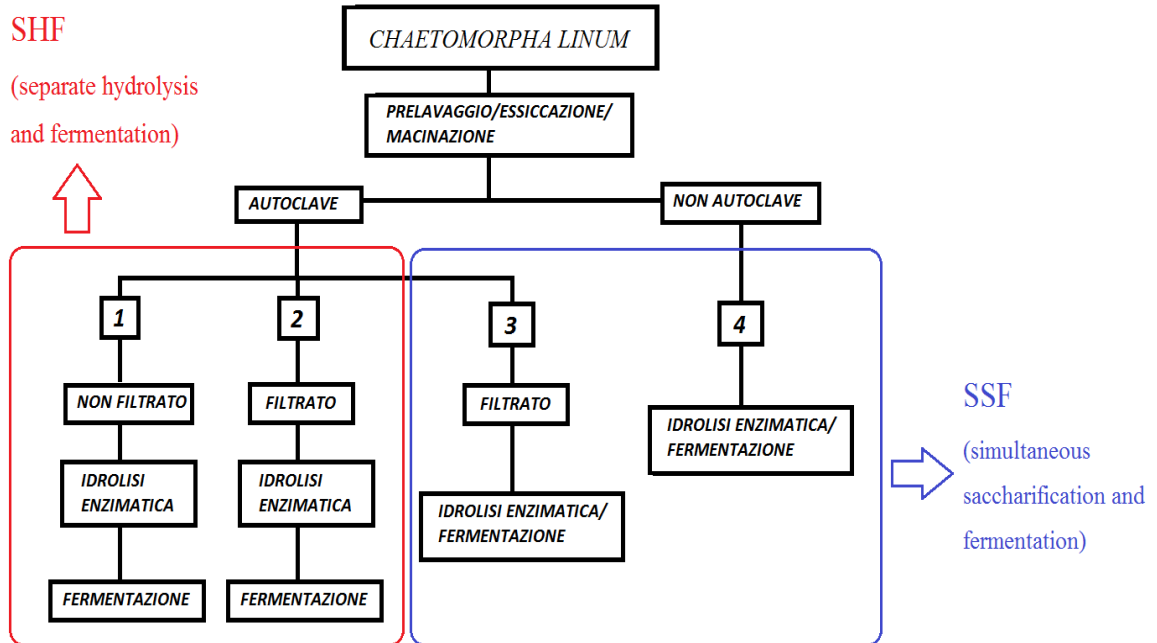 SHF
(separate hydrolysis
and fermentation)
CHAETOMORPHA LINUM
PRELAVAGGIO/ESSICCAZIONE/
MACINAZIONE
AUTOCLAVE
NON AUTOCLAVE
1
2
3
4
NON FILTRATO
FILTRATO
FILTRATO
IDROLISI ENZIMATICA/
FERMENTAZIONE
IDROLISI
ENZIMATICA
IDROLISI
ENZIMATICA
IDROLISI ENZIMATICA/
FERMENTAZIONE
FERMENTAZIONE
FERMENTAZIONE
SSF
(simultaneous
saccharification and
fermentation)